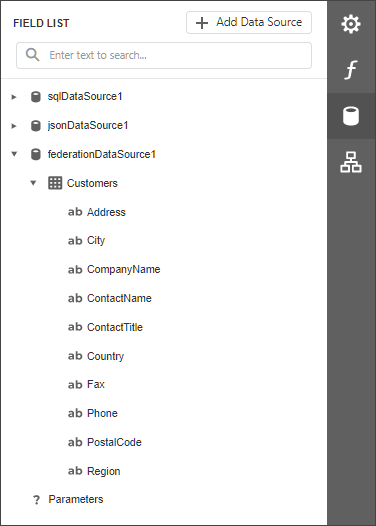 FIELD LIST
+ Add Data Source
Enter text to search...
sqlDataSource1
jsonDataSource1
federationDataSource1
Customers
ab Address
ab City
ab CompanyName
ab ContactName
ab ContactTitle
ab Country
ab Fax
ab Phone
ab PostalCode
ab Region
? Parameters
f